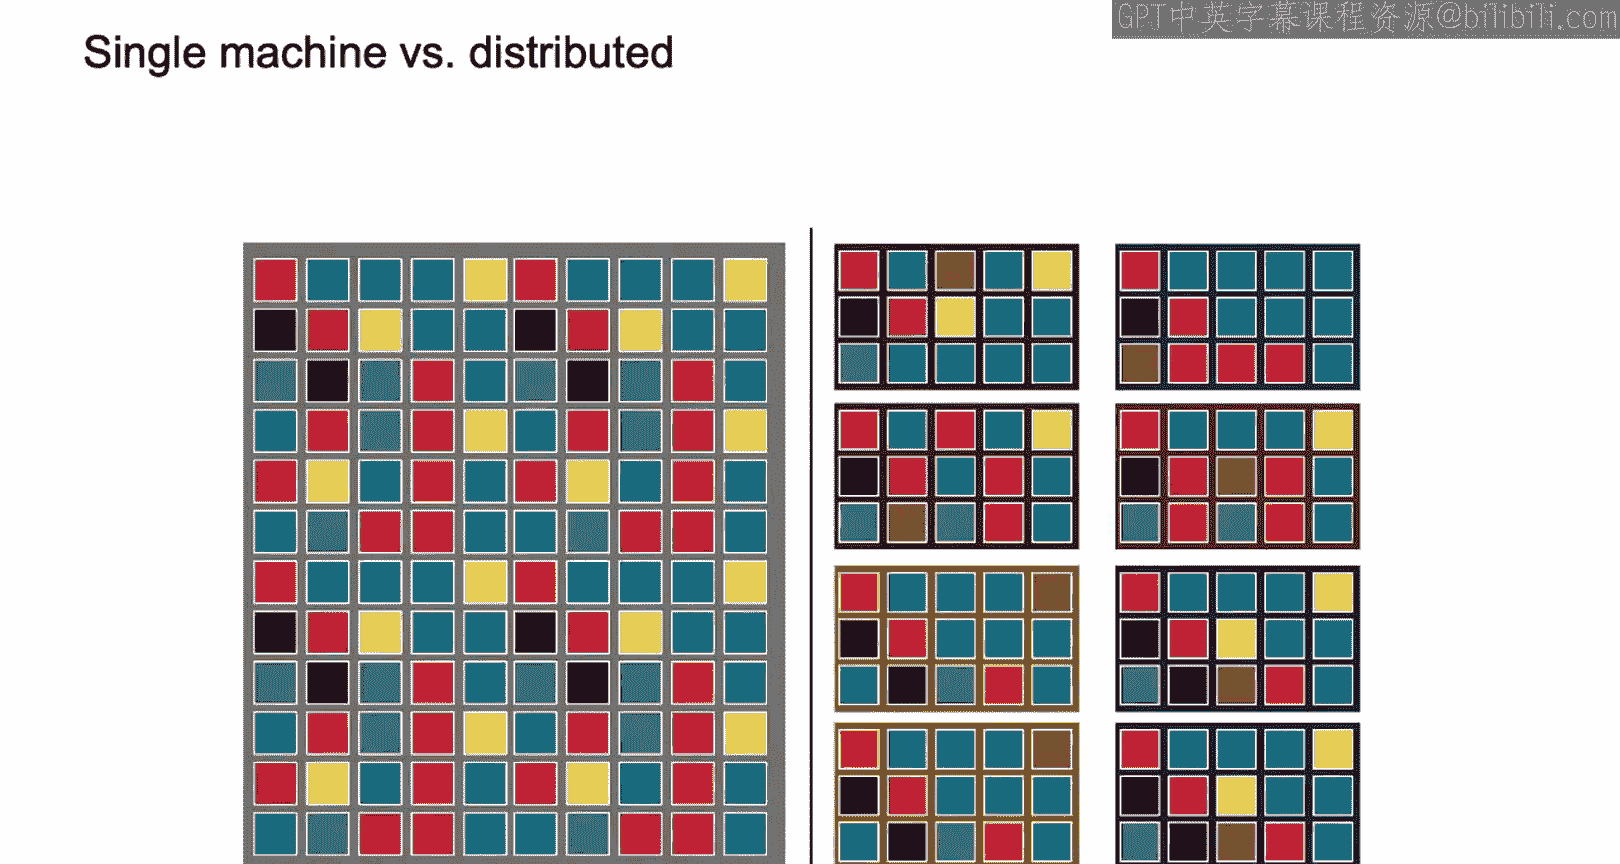 GPT中英字幕课程资源@bilibili.com
Single machine vs. distributed